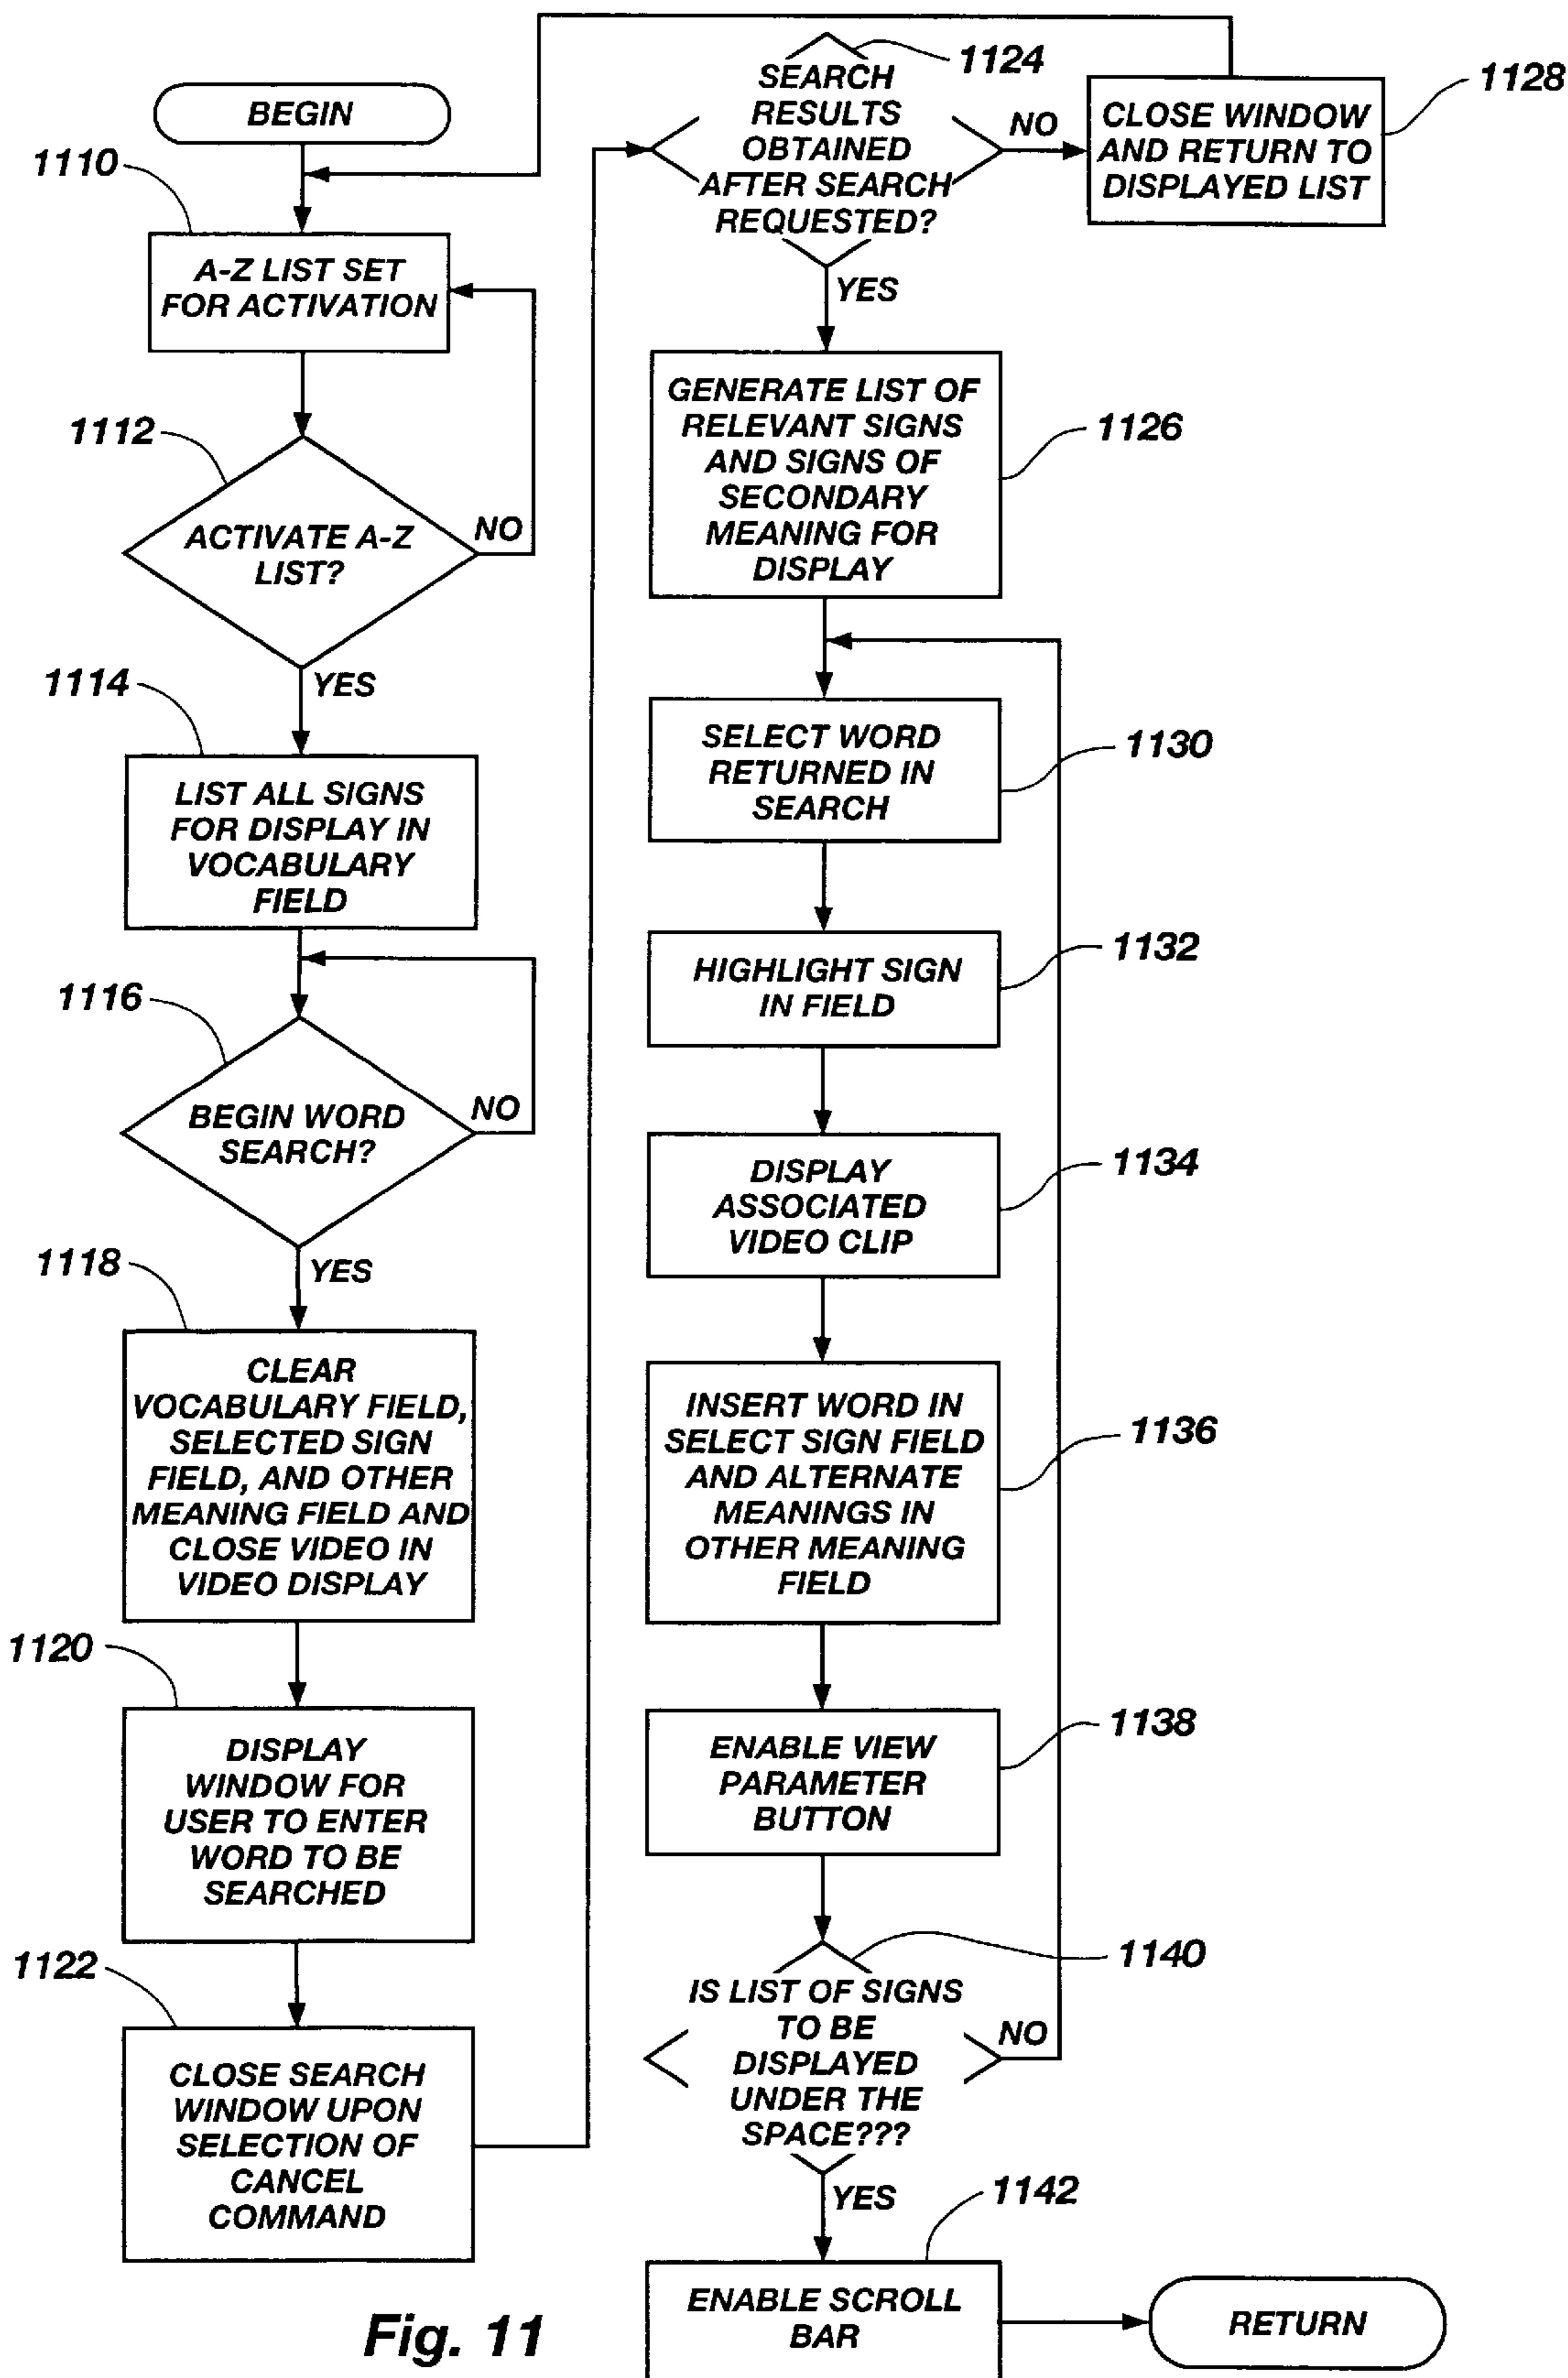 BEGIN
1110
A-Z LIST SET
FOR ACTIVATION
1112
ACTIVATE A-Z
LIST?
NO
YES
1114
LIST ALL SIGNS
FOR DISPLAY IN
VOCABULARY
FIELD
1116
BEGIN WORD
SEARCH?
NO
YES
1118
CLEAR
VOCABULARY FIELD,
SELECTED SIGN
FIELD, AND OTHER
MEANING FIELD AND
CLOSE VIDEO IN
VIDEO DISPLAY
1120
DISPLAY
WINDOW FOR
USER TO ENTER
WORD TO BE
SEARCHED
1122
CLOSE SEARCH
WINDOW UPON
SELECTION OF
CANCEL
COMMAND
1124
SEARCH
RESULTS
OBTAINED
AFTER SEARCH
REQUESTED?
NO
1128
CLOSE WINDOW
AND RETURN TO
DISPLAYED LIST
YES
1126
GENERATE LIST OF
RELEVANT SIGNS
AND SIGNS OF
SECONDARY
MEANING FOR
DISPLAY
1130
SELECT WORD
RETURNED IN
SEARCH
1132
HIGHLIGHT SIGN
IN FIELD
1134
DISPLAY
ASSOCIATED
VIDEO CLIP
1136
INSERT WORD IN
SELECT SIGN FIELD
AND ALTERNATE
MEANINGS IN
OTHER MEANING
FIELD
1138
ENABLE VIEW
PARAMETER
BUTTON
1140
IS LIST OF SIGNS
TO BE
DISPLAYED
UNDER THE
SPACE???
NO
YES
1142
ENABLE SCROLL
BAR
RETURN
Fig. 11